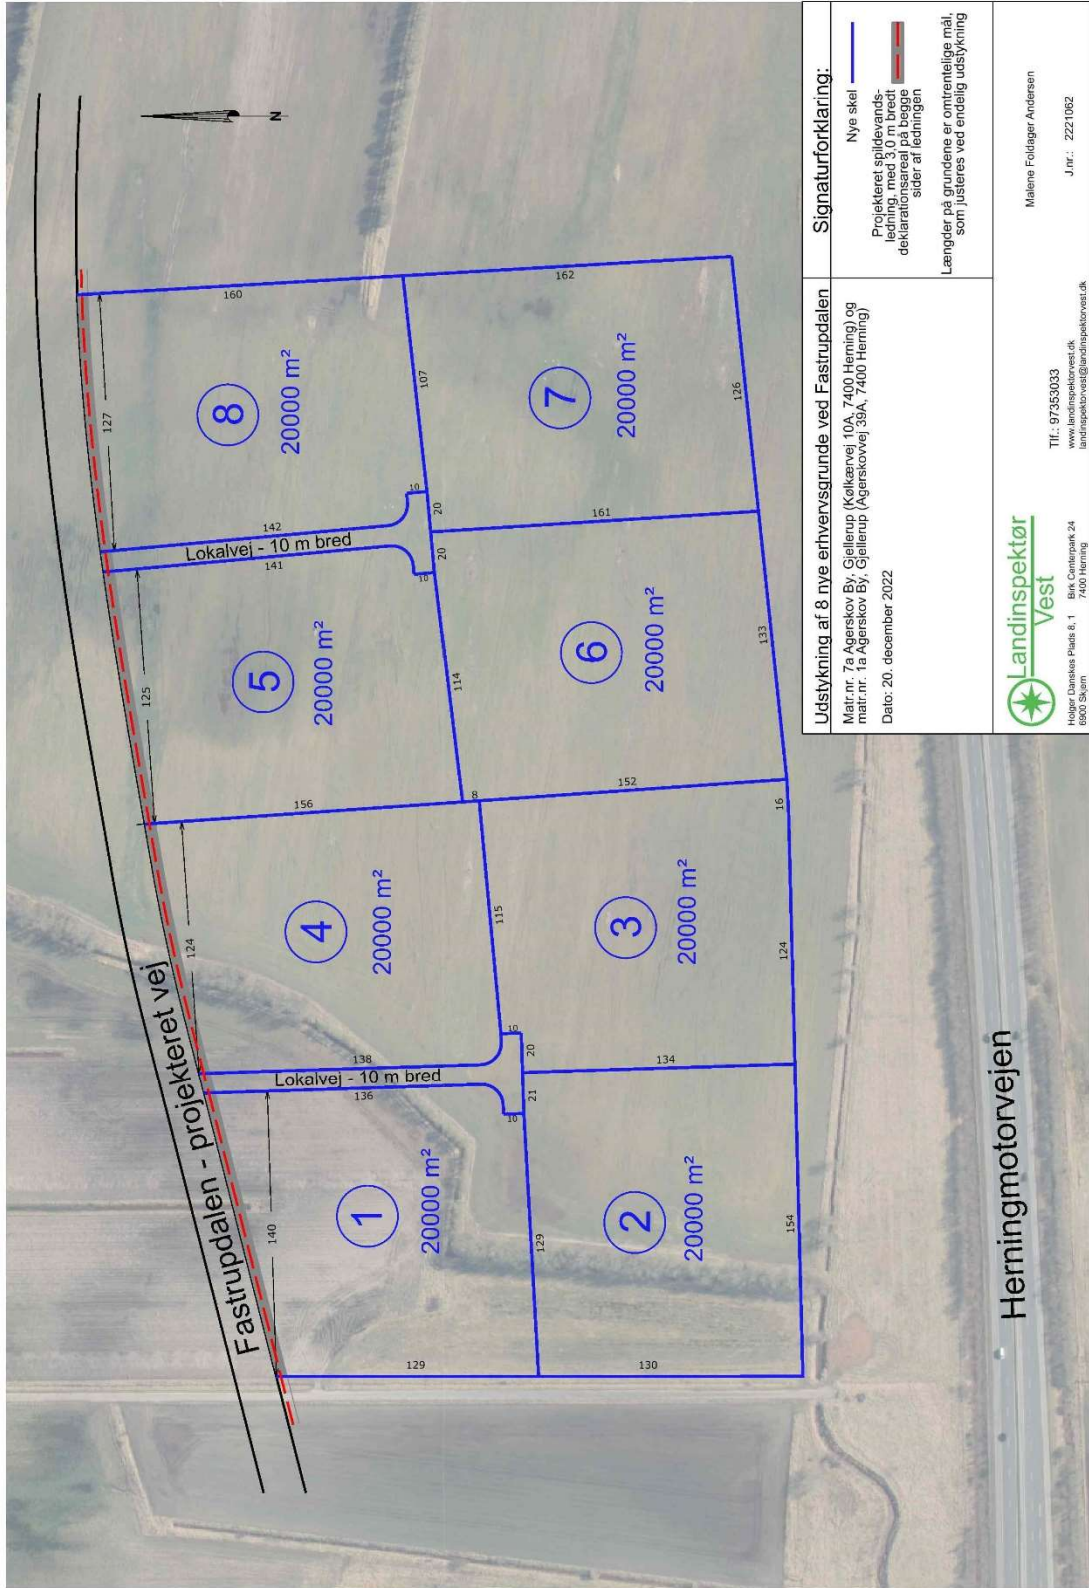 Fastrupdalen - projekteret vej
140
124
125
127
129
136
Lokalvej - 10 m bred
138
156
141
Lokalvej - 10 m bred
142
160
1
20000 m²
4
20000 m²
5
20000 m²
8
20000 m²
129
10
21
20
10
115
8
114
10
20
20
10
107
130
134
152
161
162
2
20000 m²
3
20000 m²
6
20000 m²
7
20000 m²
154
124
16
133
126
Herningmotorvejen
N
Udstykning af 8 nye erhvervsgrunde ved Fastrupdalen
Matr.nr. 7a Agerskov By, Gjellerup (Kølkærvej 10A, 7400 Herning) og
matr.nr. 1a Agerskov By, Gjellerup (Agerskovvej 39A, 7400 Herning)
Dato: 20. december 2022
Signaturforklaring:
Nye skel
Projekteret spildevands-
ledning, med 3,0 m bredt
deklarationsareal på begge
sider af ledningen
Længder på grundene er omtrentelige mål,
som justeres ved endelig udstykning
Landinspektør
Vest
Holger Danskes Plads 8, 1
6900 Skjern
Birk Centerpark 24
7400 Herning
Tlf.: 97353033
www.landinspektorvest.dk
landinspektorvest@landinspektorvest.dk
Malene Foldager Andersen
J.nr.: 2221062